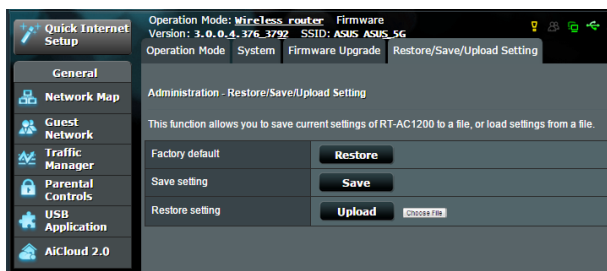 Quick Internet
Setup
Operation Mode: Wireless router Firmware
Version: 3.0.0.4.376_3792 SSID: ASUS ASUS_5G
Operation Mode System Firmware Upgrade Restore/Save/Upload Setting
General
Network Map
Guest
Network
Traffic
Manager
Parental
Controls
USB
Application
AiCloud 2.0
Administration - Restore/Save/Upload Setting
This function allows you to save current settings of RT-AC1200 to a file, or load settings from a file.
Factory default Restore
Save setting Save
Restore setting Upload Choose File